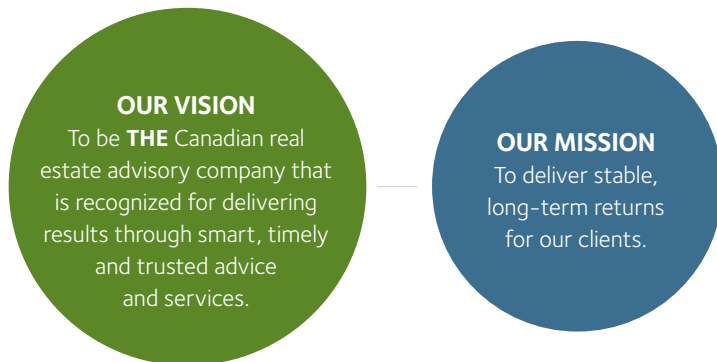 OUR VISION
To be THE Canadian real
estate advisory company that
is recognized for delivering
results through smart, timely
and trusted advice
and services.
OUR MISSION
To deliver stable,
long-term returns
for our clients.